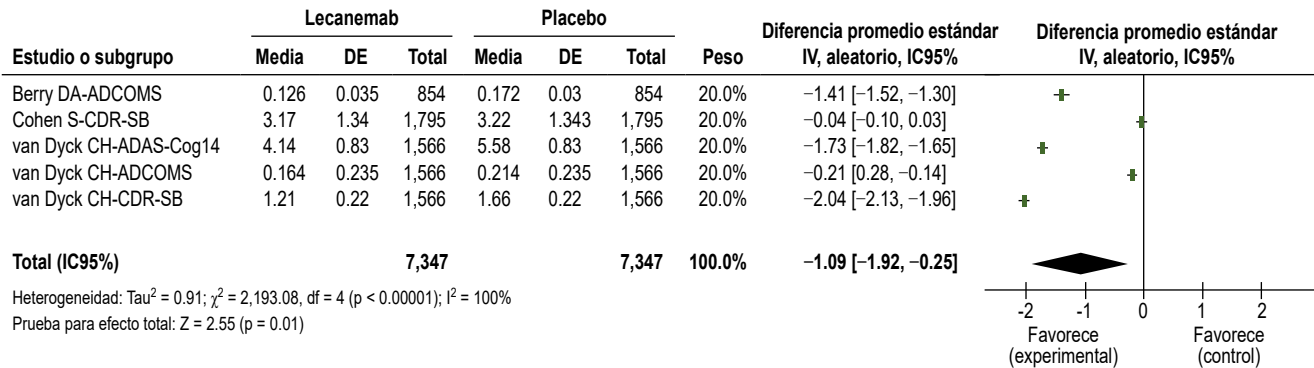 Lecanemab Placebo Diferencia promedio estándar Diferencia promedio estándar
Estudio o subgrupo Media DE Total Media DE Total Peso IV, aleatorio, IC95% IV, aleatorio, IC95%
Berry DA-ADCOMS 0.126 0.035 854 0.172 0.03 854 20.0% −1.41 [−1.52, −1.30]
Cohen S-CDR-SB 3.17 1.34 1,795 3.22 1.343 1,795 20.0% −0.04 [−0.10, 0.03]
van Dyck CH-ADAS-Cog14 4.14 0.83 1,566 5.58 0.83 1,566 20.0% −1.73 [−1.82, −1.65]
van Dyck CH-ADCOMS 0.164 0.235 1,566 0.214 0.235 1,566 20.0% −0.21 [0.28, −0.14]
van Dyck CH-CDR-SB 1.21 0.22 1,566 1.66 0.22 1,566 20.0% −2.04 [−2.13, −1.96]
Total (IC95%) 7,347 7,347 100.0% −1.09 [−1.92, −0.25]
Heterogeneidad: Tau² = 0.91; χ² = 2,193.08, df = 4 (p < 0.00001); I² = 100%
Prueba para efecto total: Z = 2.55 (p = 0.01)
-2 -1 0 1 2
Favorece Favorece
(experimental) (control)